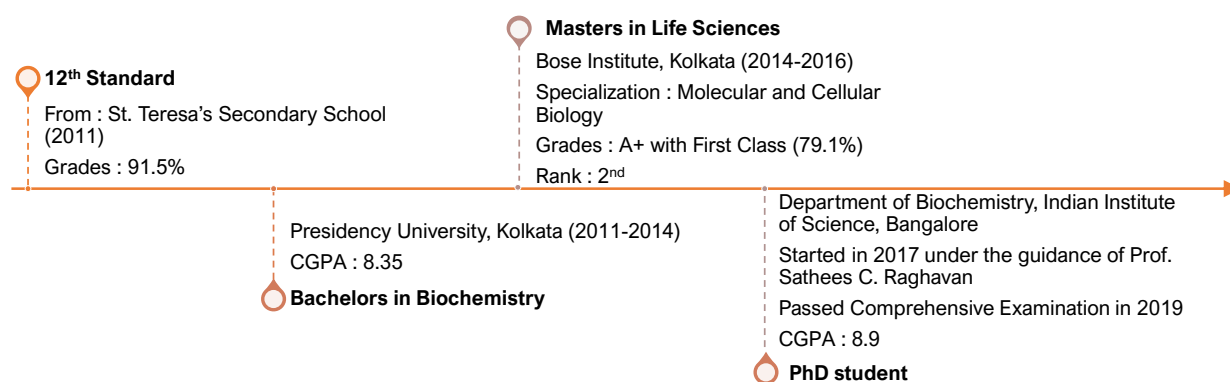 12th Standard
From : St. Teresa's Secondary School
(2011)
Grades : 91.5%
Presidency University, Kolkata (2011-2014)
CGPA : 8.35
Bachelors in Biochemistry
Masters in Life Sciences
Bose Institute, Kolkata (2014-2016)
Specialization : Molecular and Cellular
Biology
Grades : A+ with First Class (79.1%)
Rank : 2nd
Department of Biochemistry, Indian Institute
of Science, Bangalore
Started in 2017 under the guidance of Prof.
Sathees C. Raghavan
Passed Comprehensive Examination in 2019
CGPA : 8.9
PhD student